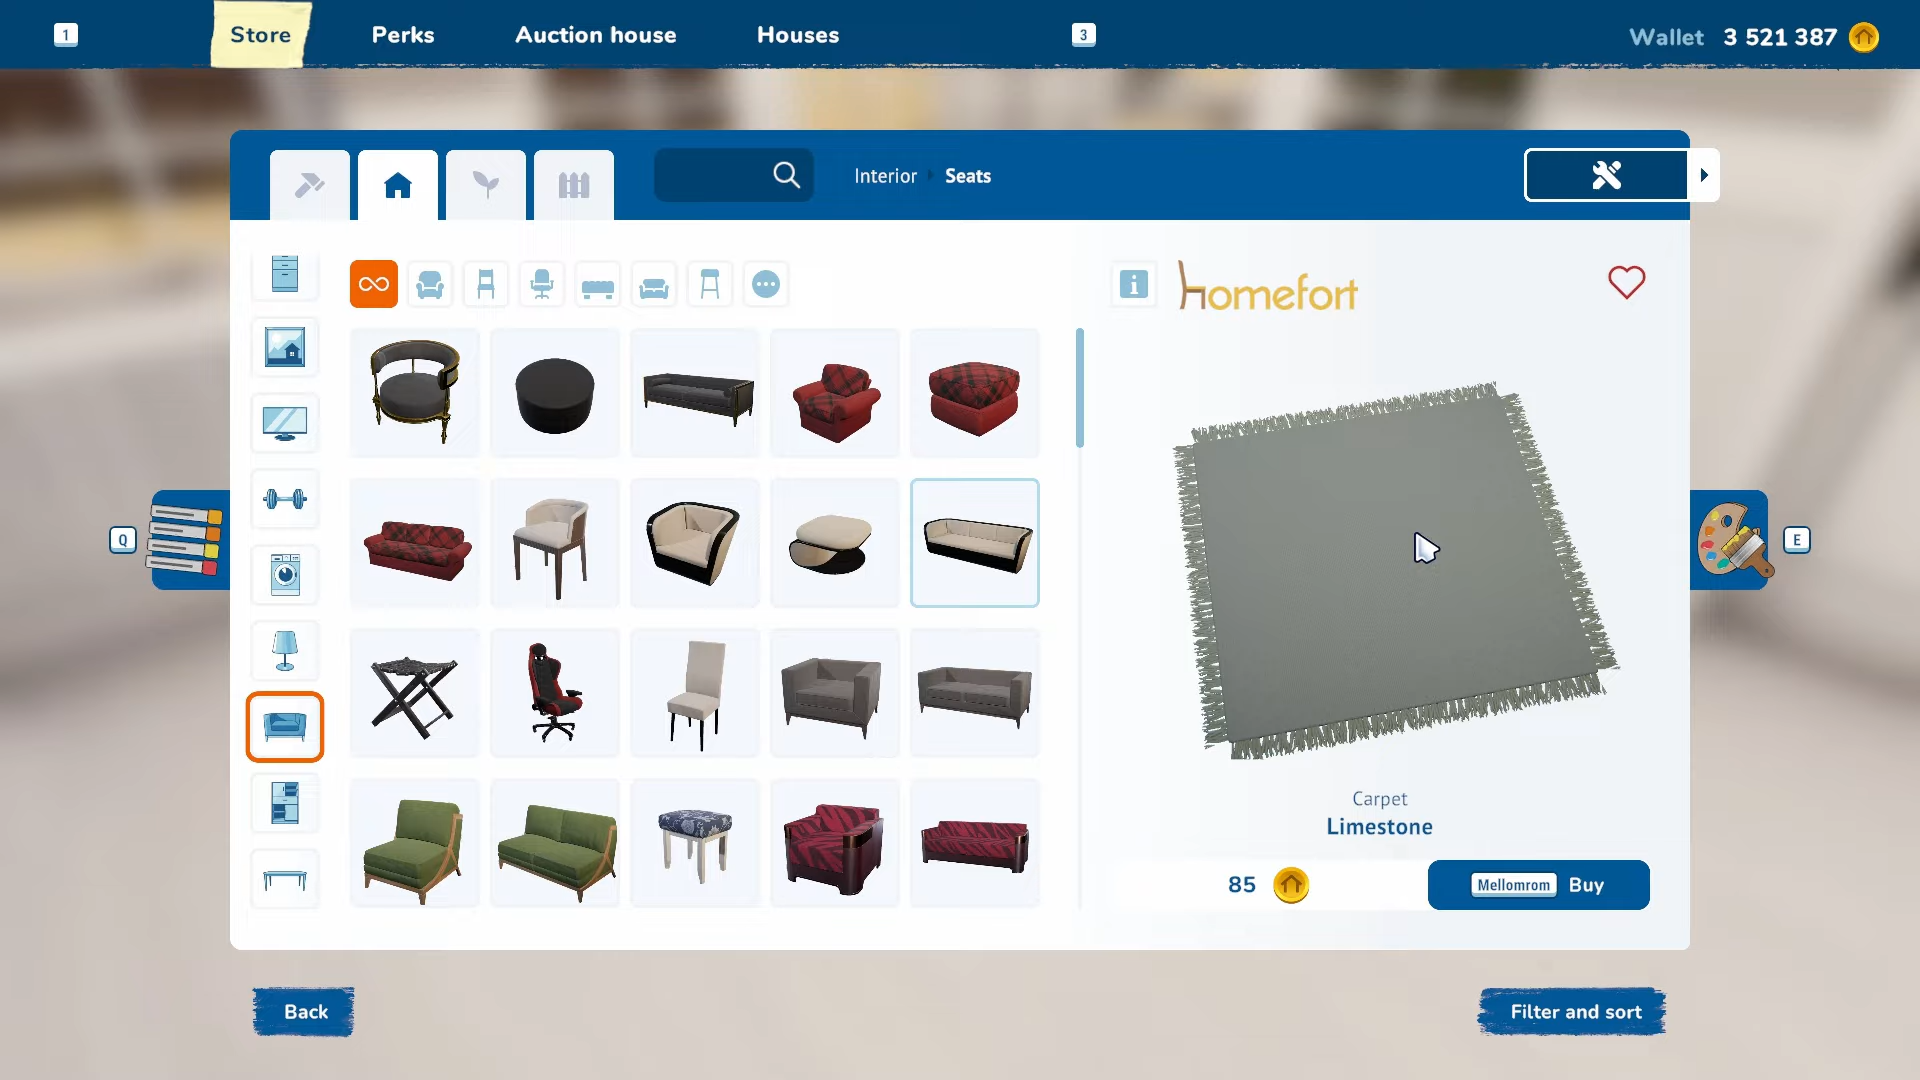 1
Store
Perks
Auction house
Houses
3
Wallet 3 521 387
Interior Seats
i homefort
Q
E
Carpet
Limestone
85
Mellomrom Buy
Back
Filter and sort